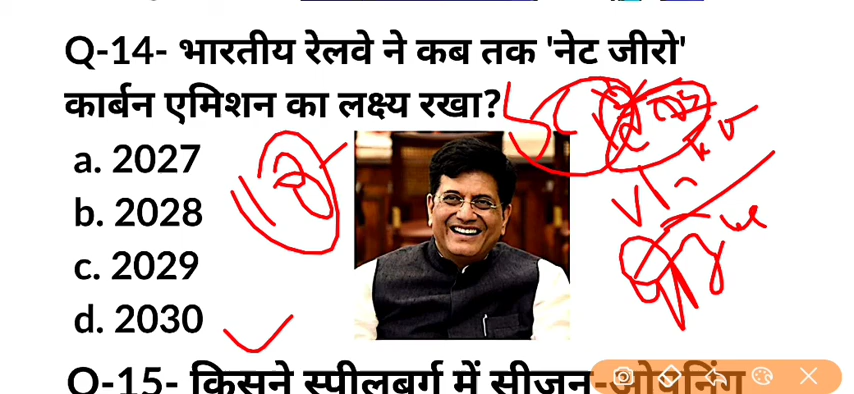 Q-14- भारतीय रेलवे ने कब तक 'नेट जीरो'
कार्बन एमिशन का लक्ष्य रखा?
a. 2027
b. 2028
c. 2029
d. 2030
Q-15- किसने स्पीलबर्ग में सीजन-ओपनिंग